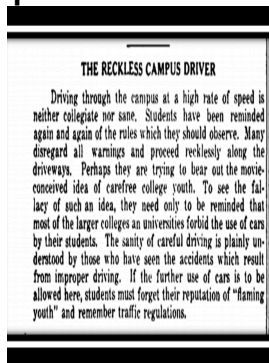 THE RECKLESS CAMPUS DRIVER
Driving through the campus at a high rate of speed is
neither collegiate nor sane. Students have been reminded
again and again of the rules which they should observe. Many
disregard all warnings and proceed recklessly along the
driveways. Perhaps they are trying to bear out the movie-
conceived idea of carefree college youth. To see the fal-
lacy of such an idea, they need only to be reminded that
most of the larger colleges an universities forbid the use of cars
by their students. The sanity of careful driving is plainly un-
derstood by those who have seen the accidents which result
from improper driving. If the further use of cars is to be
allowed here, students must forget their reputation of "flaming
youth" and remember traffic regulations.